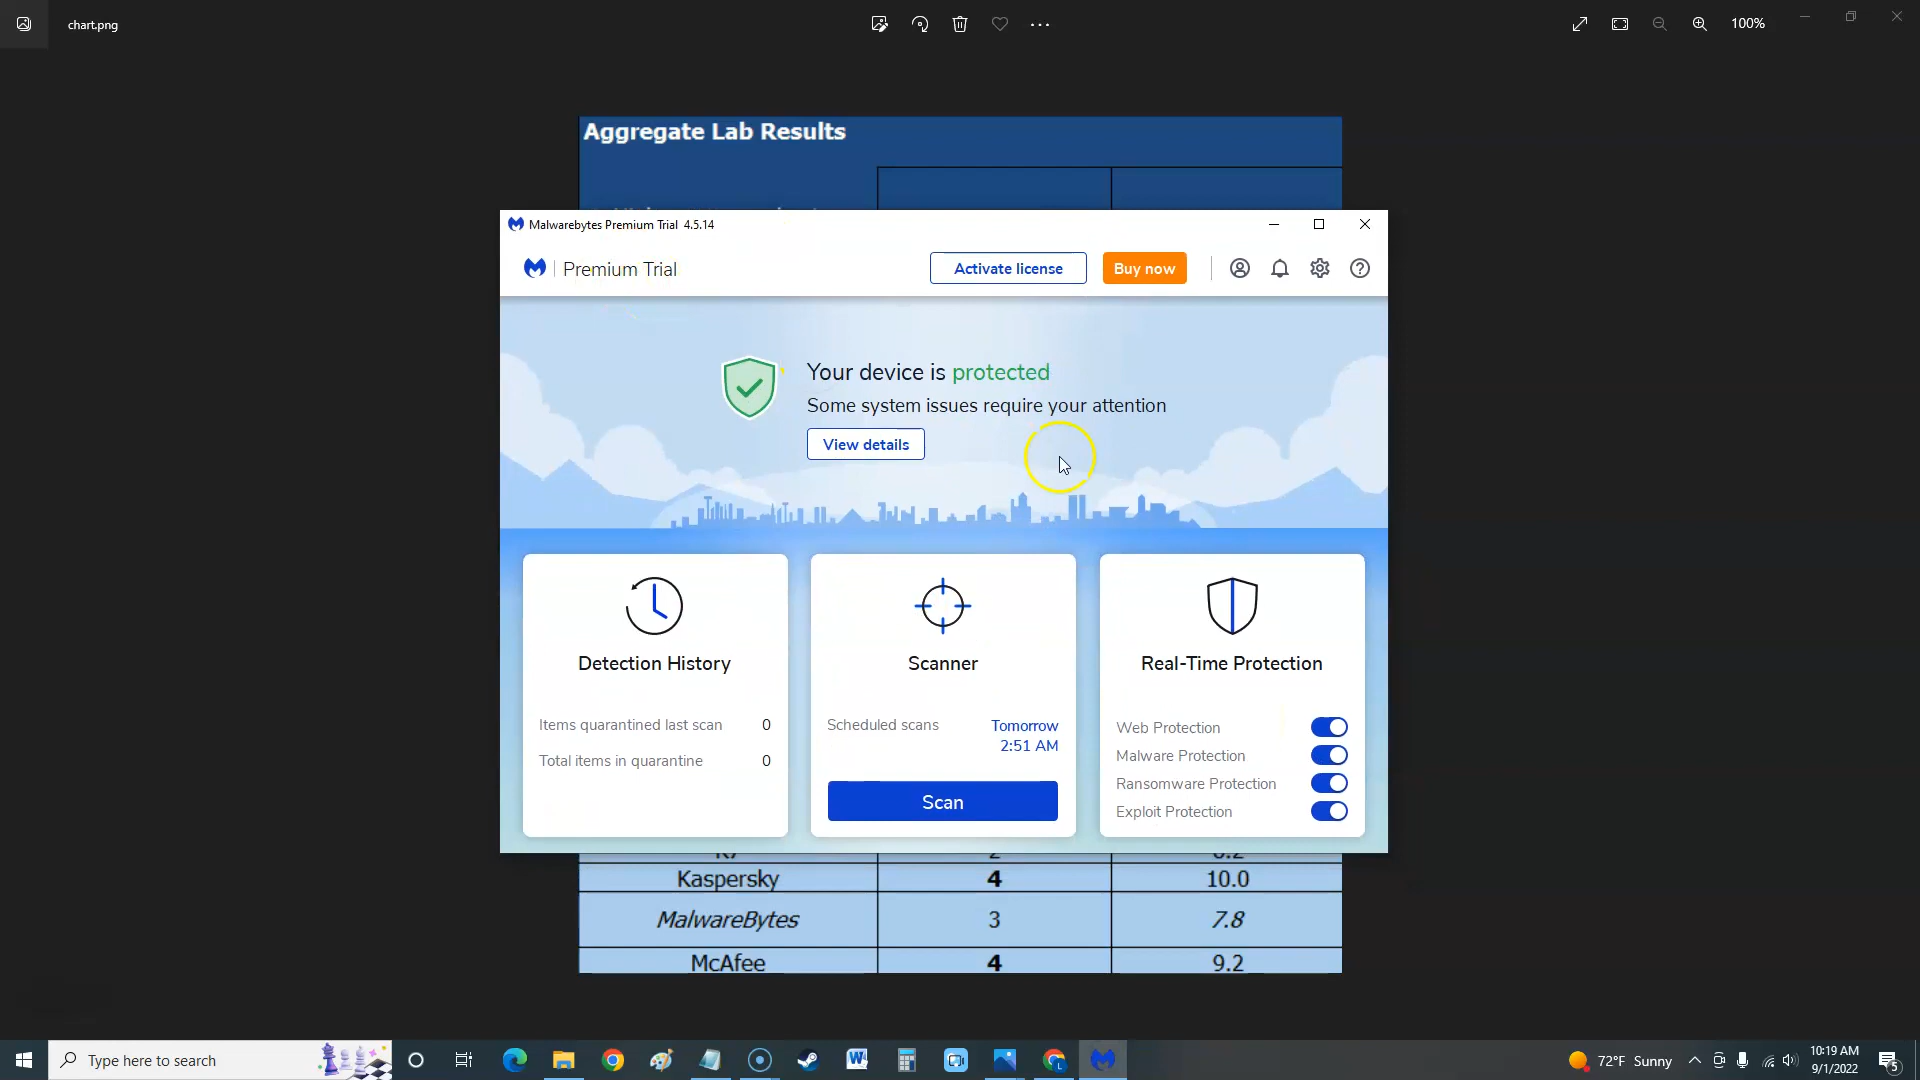 chart.png
100%
Aggregate Lab Results
Malwarebytes Premium Trial 4.5.14
Premium Trial
Activate license
Buy now
Your device is protected
Some system issues require your attention
View details
Detection History
Items quarantined last scan 0
Total items in quarantine 0
Scanner
Scheduled scans Tomorrow
2:51 AM
Scan
Real-Time Protection
Web Protection
Malware Protection
Ransomware Protection
Exploit Protection
Kaspersky 4 10.0
MalwareBytes 3 7.8
McAfee 4 9.2
Type here to search
72°F Sunny
10:19 AM
9/1/2022
5